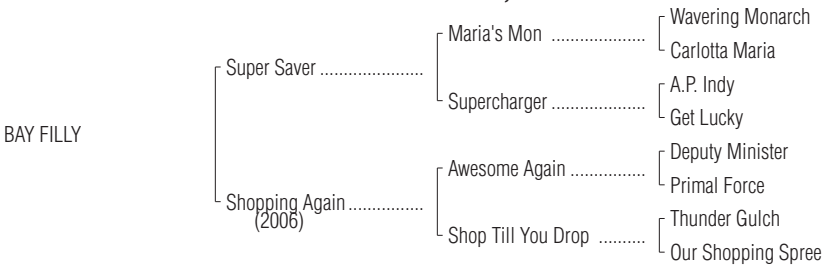 Wavering Monarch
Maria's Mon ....................
Carlotta Maria
Super Saver ......................
A.P. Indy
Supercharger ....................
Get Lucky
BAY FILLY
Deputy Minister
Awesome Again ................
Primal Force
Shopping Again ................
(2006)
Thunder Gulch
Shop Till You Drop ..........
Our Shopping Spree